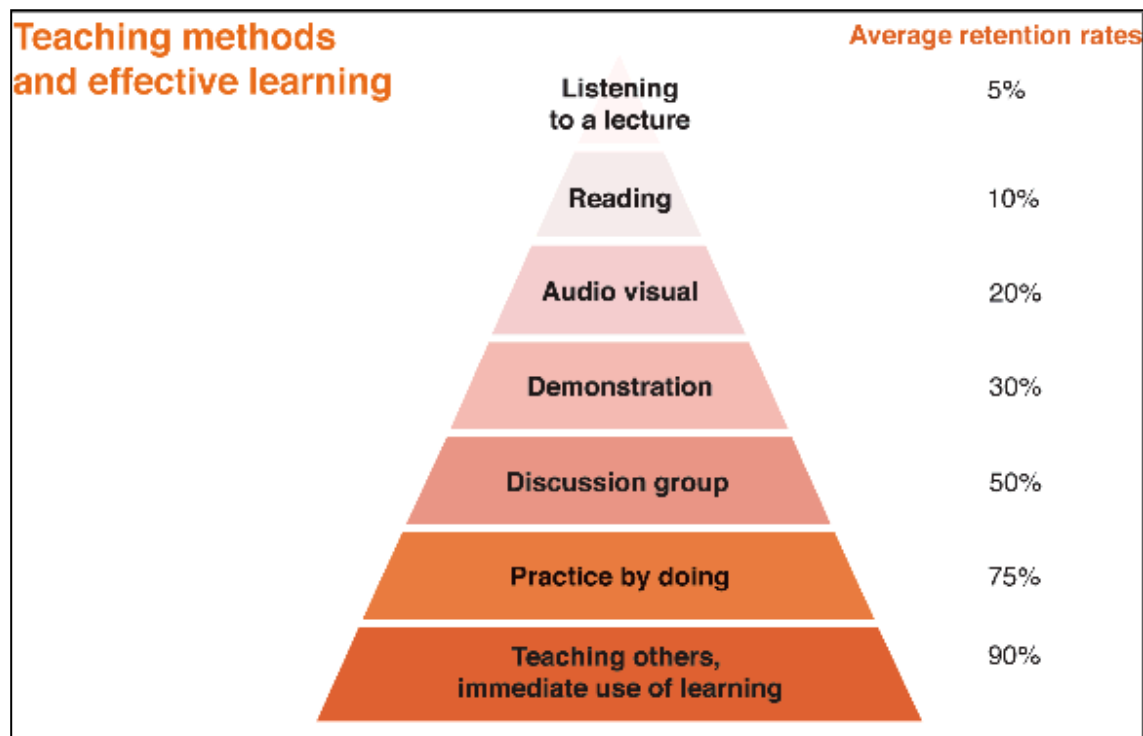 Teaching methods
and effective learning
Average retention rates
Listening
to a lecture
5%
Reading
10%
Audio visual
20%
Demonstration
30%
Discussion group
50%
Practice by doing
75%
Teaching others,
immediate use of learning
90%